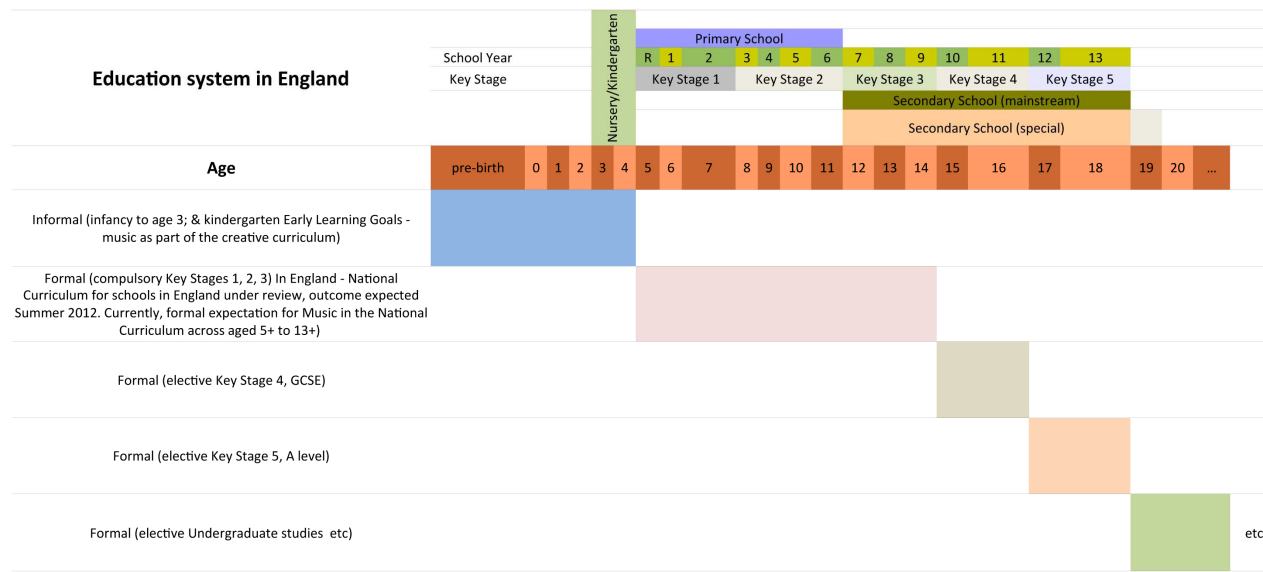 Nursery/Kindergarten
Primary School
School Year R 1 2 3 4 5 6 7 8 9 10 11 12 13
Education system in England
Key Stage Key Stage 1 Key Stage 2 Key Stage 3 Key Stage 4 Key Stage 5
Secondary School (mainstream)
Secondary School (special)
Age pre-birth 0 1 2 3 4 5 6 7 8 9 10 11 12 13 14 15 16 17 18 19 20 ...
Informal (infancy to age 3; & kindergarten Early Learning Goals -
music as part of the creative curriculum)
Formal (compulsory Key Stages 1, 2, 3) In England - National
Curriculum for schools in England under review, outcome expected
Summer 2012. Currently, formal expectation for Music in the National
Curriculum across aged 5+ to 13+)
Formal (elective Key Stage 4, GCSE)
Formal (elective Key Stage 5, A level)
Formal (elective Undergraduate studies etc) etc